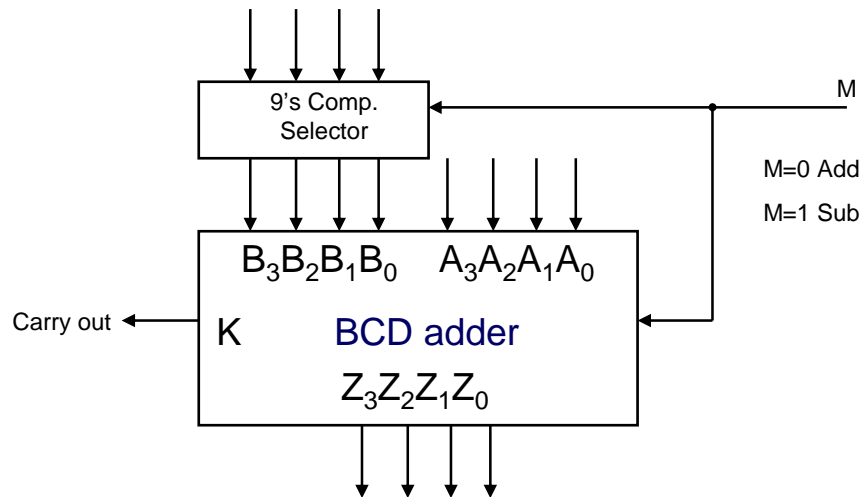 9's Comp.
Selector
M
M=0 Add
M=1 Sub
B₃B₂B₁B₀ A₃A₂A₁A₀
Carry out K BCD adder
Z₃Z₂Z₁Z₀